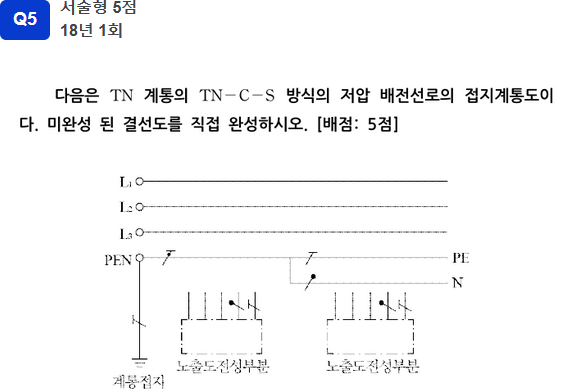 Q5
서술형 5점
18년 1회
다음은 TN 계통의 TN-C-S 방식의 저압 배전선로의 접지계통도이
다. 미완성 된 결선도를 직접 완성하시오. [배점: 5점]
L₁
L₂
L₃
PEN PE
N
노출도전성부분 노출도전성부분
계통접지